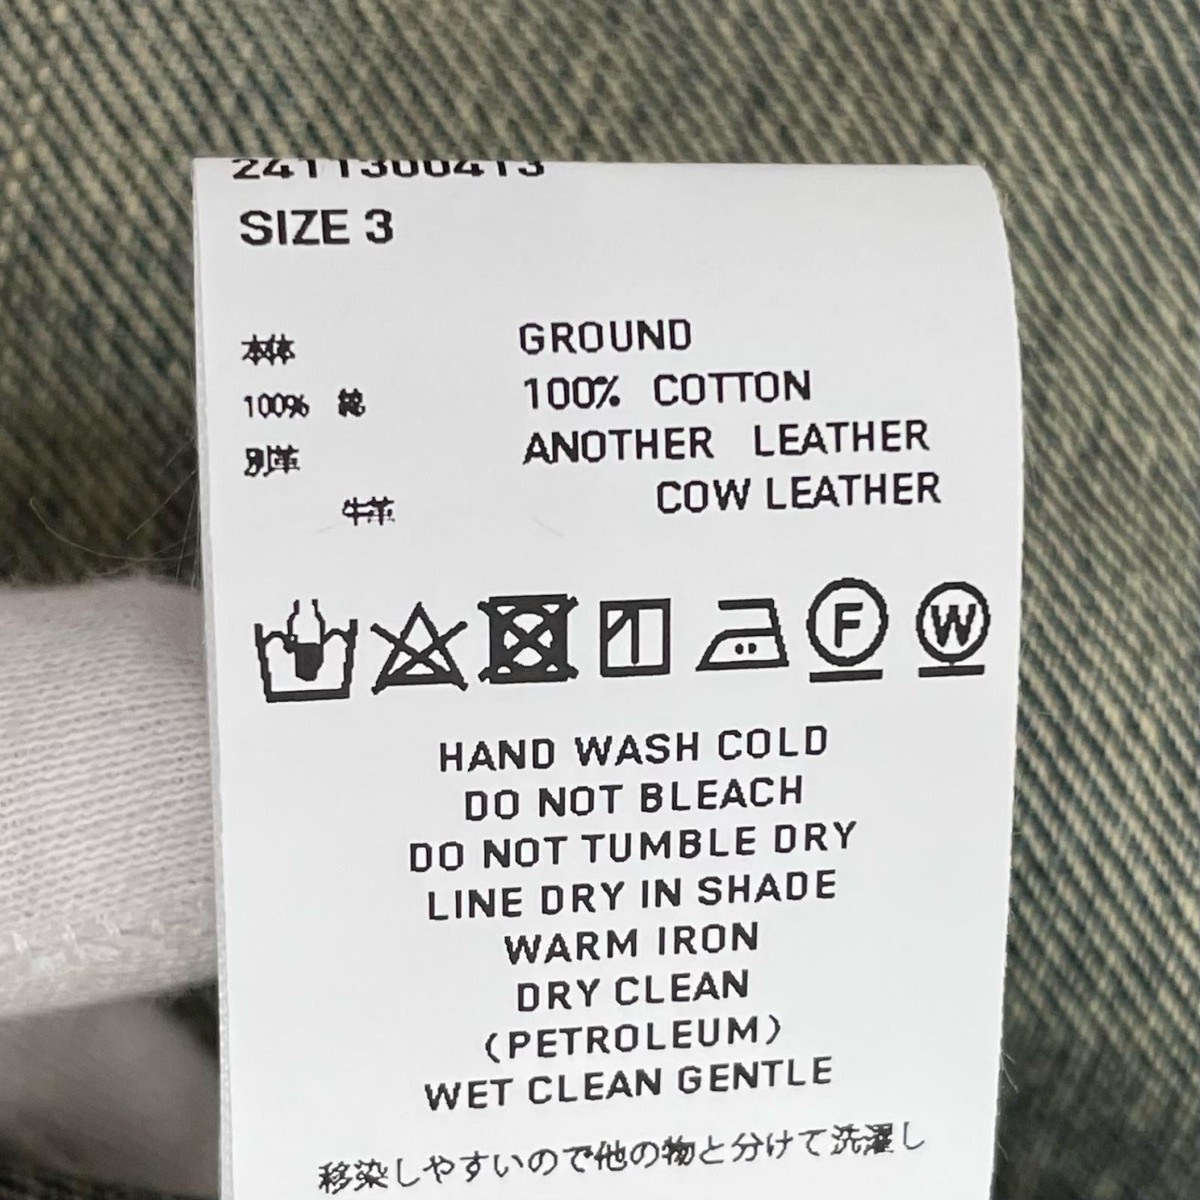 2411300413
SIZE 3
本体
100% 綿
別革
牛革
GROUND
100% COTTON
ANOTHER LEATHER
COW LEATHER
F
W
HAND WASH COLD
DO NOT BLEACH
DO NOT TUMBLE DRY
LINE DRY IN SHADE
WARM IRON
DRY CLEAN
(PETROLEUM)
WET CLEAN GENTLE
移染しやすいので他の物と分けて洗濯し